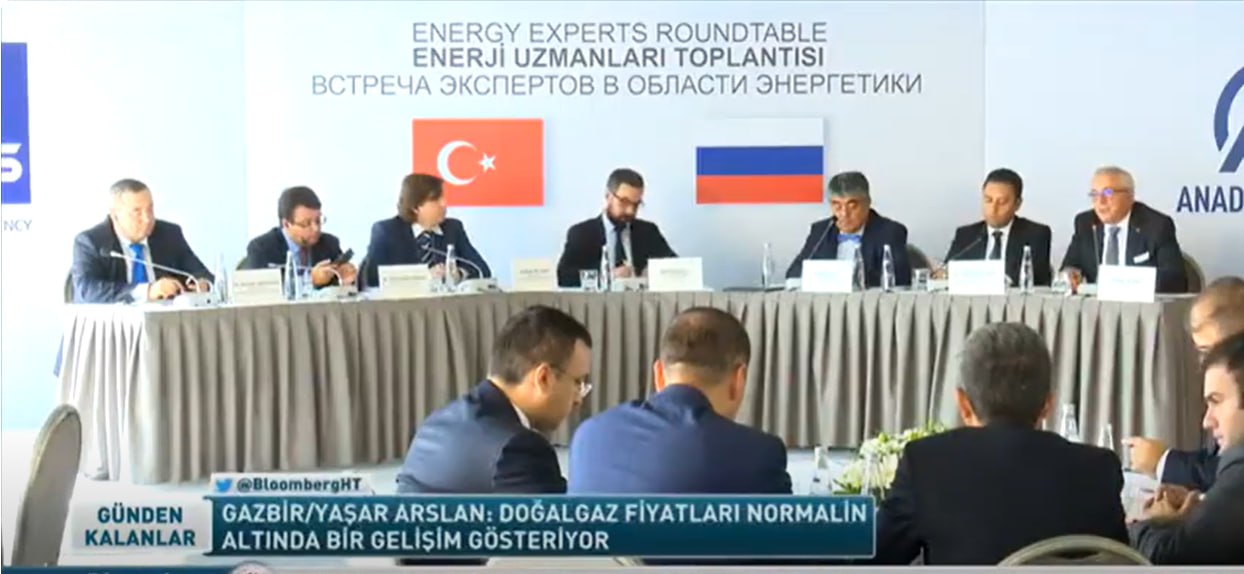 ENERGY EXPERTS ROUNDTABLE
ENERJİ UZMANLARI TOPLANTISI
ВСТРЕЧА ЭКСПЕРТОВ В ОБЛАСТИ ЭНЕРГЕТИКИ
S
NCY
ANAD
@BloombergHT
GÜNDEN
KALANLAR
GAZBİR/YAŞAR ARSLAN: DOĞALGAZ FİYATLARI NORMALİN
ALTINDA BİR GELİŞİM GÖSTERİYOR